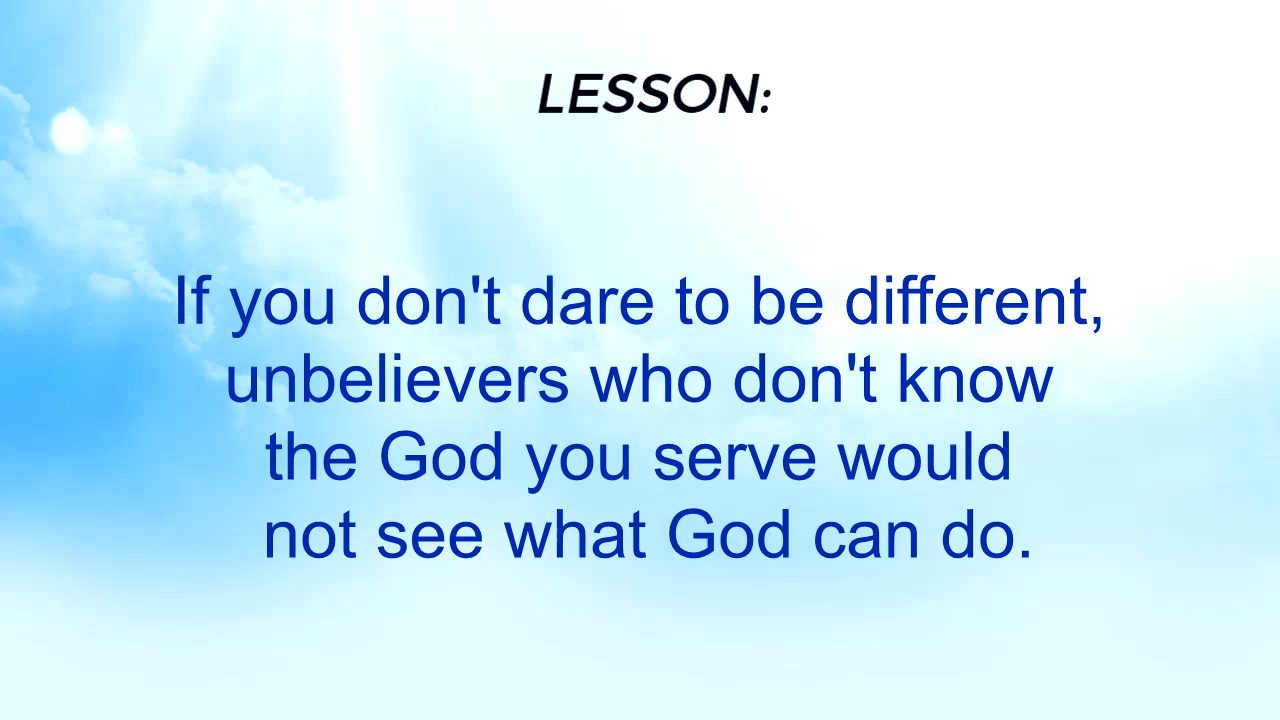 LESSON:
If you don't dare to be different,
unbelievers who don't know
the God you serve would
not see what God can do.